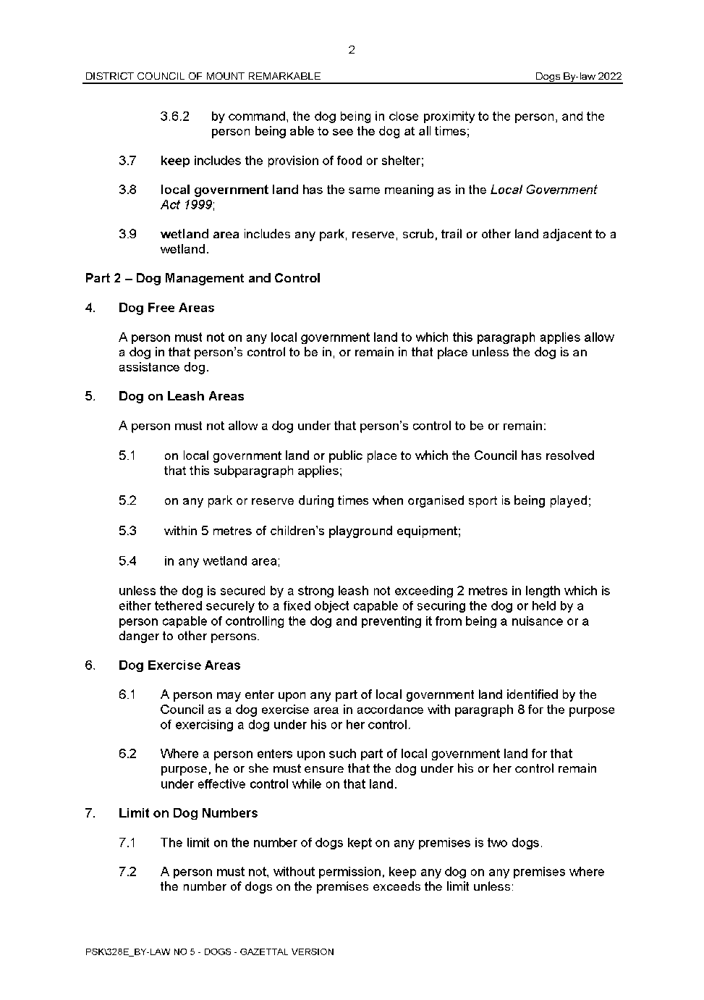 2
DISTRICT COUNCIL OF MOUNT REMARKABLE Dogs By-law 2022
3.6.2 by command, the dog being in close proximity to the person, and the
person being able to see the dog at all times;
3.7 keep includes the provision of food or shelter;
3.8 local government land has the same meaning as in the Local Government
Act 1999;
3.9 wetland area includes any park, reserve, scrub, trail or other land adjacent to a
wetland.
Part 2 – Dog Management and Control
4. Dog Free Areas
A person must not on any local government land to which this paragraph applies allow
a dog in that person’s control to be in, or remain in that place unless the dog is an
assistance dog.
5. Dog on Leash Areas
A person must not allow a dog under that person’s control to be or remain:
5.1 on local government land or public place to which the Council has resolved
that this subparagraph applies;
5.2 on any park or reserve during times when organised sport is being played;
5.3 within 5 metres of children’s playground equipment;
5.4 in any wetland area;
unless the dog is secured by a strong leash not exceeding 2 metres in length which is
either tethered securely to a fixed object capable of securing the dog or held by a
person capable of controlling the dog and preventing it from being a nuisance or a
danger to other persons.
6. Dog Exercise Areas
6.1 A person may enter upon any part of local government land identified by the
Council as a dog exercise area in accordance with paragraph 8 for the purpose
of exercising a dog under his or her control.
6.2 Where a person enters upon such part of local government land for that
purpose, he or she must ensure that the dog under his or her control remain
under effective control while on that land.
7. Limit on Dog Numbers
7.1 The limit on the number of dogs kept on any premises is two dogs.
7.2 A person must not, without permission, keep any dog on any premises where
the number of dogs on the premises exceeds the limit unless:
PSK\328E_BY-LAW NO 5 - DOGS - GAZETTAL VERSION